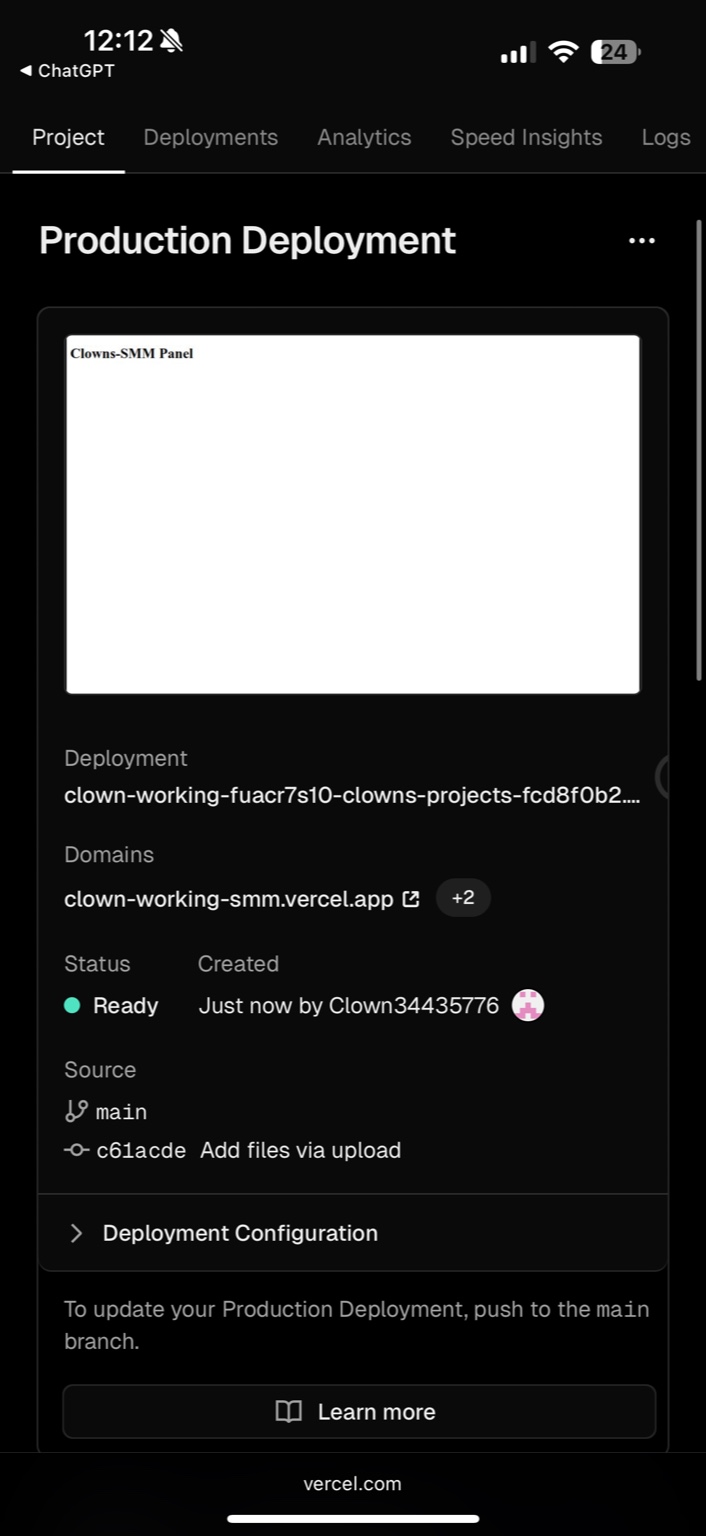 12:12
24
ChatGPT
Project Deployments Analytics Speed Insights Logs
Production Deployment
Clowns-SMM Panel
Deployment
clown-working-fuacr7s10-clowns-projects-fcd8f0b2....
Domains
clown-working-smm.vercel.app +2
Status Created
Ready Just now by Clown34435776
Source
main
c61acde Add files via upload
Deployment Configuration
To update your Production Deployment, push to the main
branch.
Learn more
vercel.com